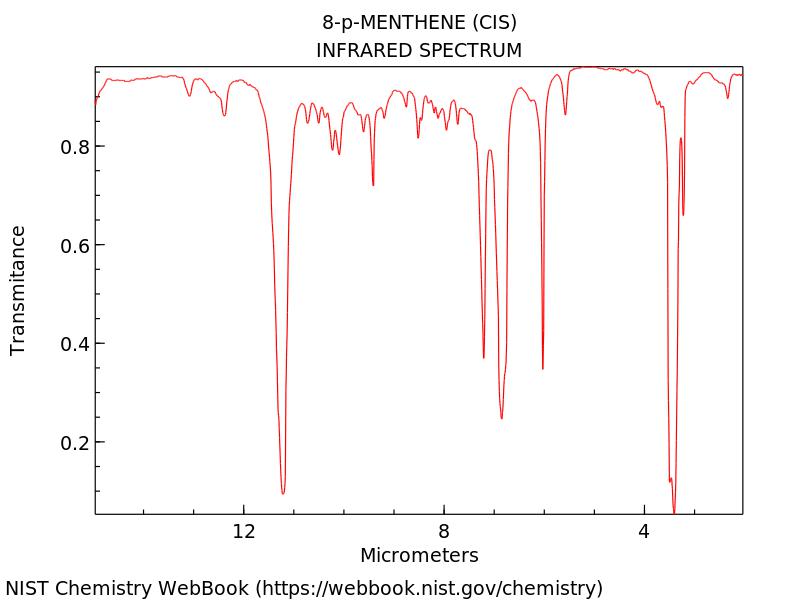 8-p-MENTHENE (CIS)
INFRARED SPECTRUM
0.8
0.6
0.4
0.2
Transmitance
12
8
4
Micrometers
NIST Chemistry WebBook (https://webbook.nist.gov/chemistry)